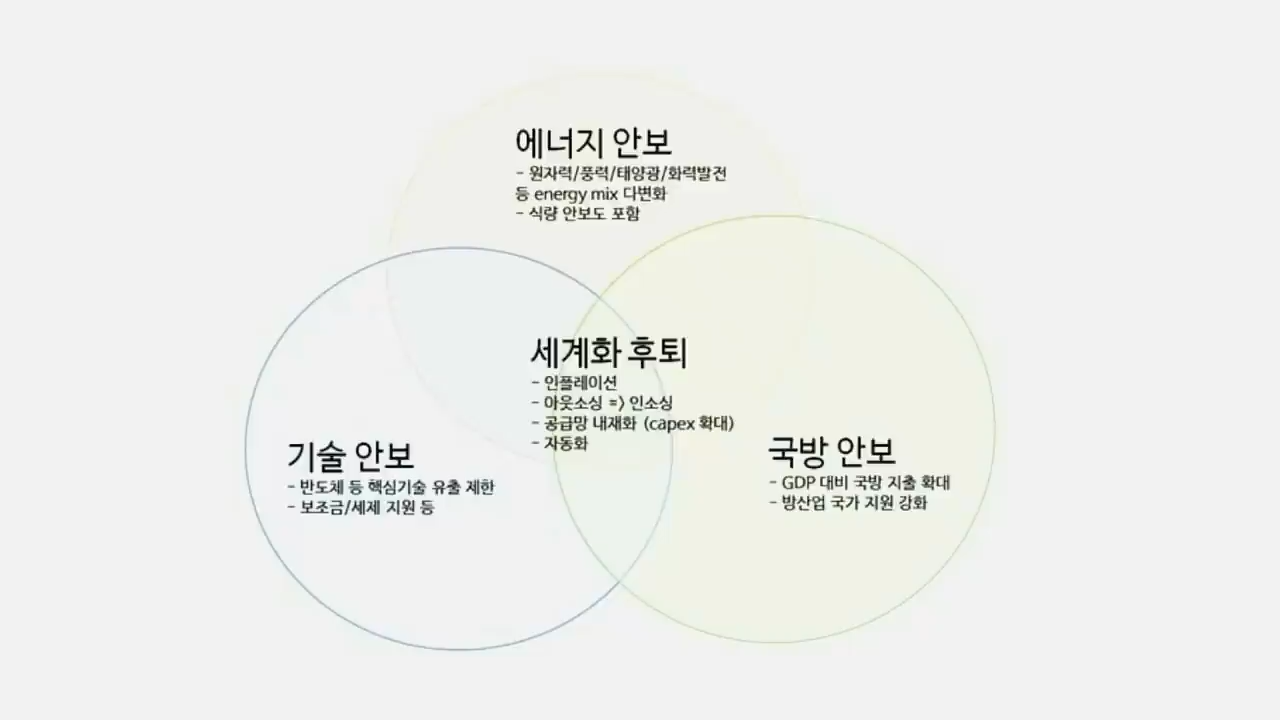 에너지 안보
- 원자력/풍력/태양광/화력발전
등 energy mix 다변화
- 식량 안보도 포함
세계화 후퇴
- 인플레이션
- 아웃소싱 => 인소싱
- 공급망 내재화 (capex 확대)
- 자동화
기술 안보
- 반도체 등 핵심기술 유출 제한
- 보조금/세제 지원 등
국방 안보
- GDP 대비 국방 지출 확대
- 방산업 국가 지원 강화